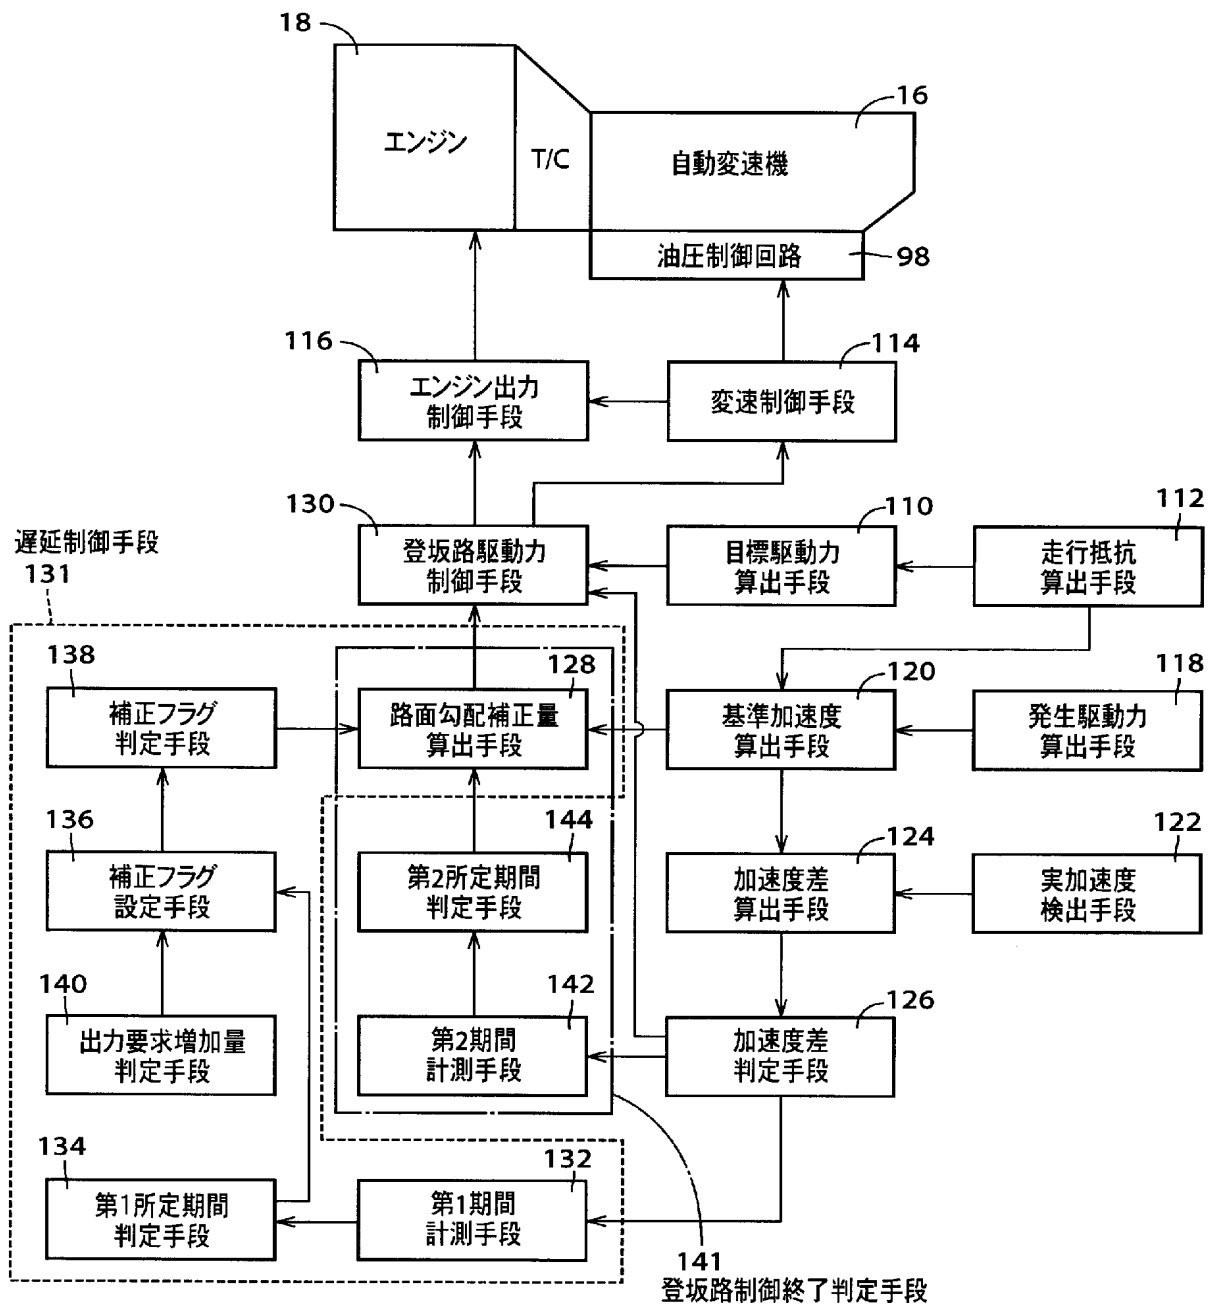 18
エンジン
T/C
16
自動変速機
油圧制御回路
98
116
エンジン出力
制御手段
114
変速制御手段
130
登坂路駆動力
制御手段
110
目標駆動力
算出手段
112
走行抵抗
算出手段
遅延制御手段
131
138
補正フラグ
判定手段
128
路面勾配補正量
算出手段
120
基準加速度
算出手段
118
発生駆動力
算出手段
136
補正フラグ
設定手段
144
第2所定期間
判定手段
124
加速度差
算出手段
122
実加速度
検出手段
140
出力要求増加量
判定手段
142
第2期間
計測手段
126
加速度差
判定手段
134
第1所定期間
判定手段
132
第1期間
計測手段
141
登坂路制御終了判定手段